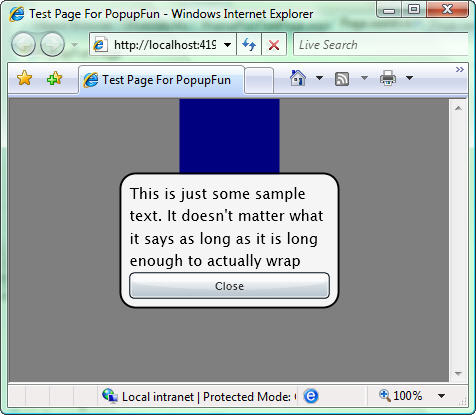 Test Page For PopupFun - Windows Internet Explorer
http://localhost:419
Live Search
Test Page For PopupFun
This is just some sample
text. It doesn't matter what
it says as long as it is long
enough to actually wrap
Close
Local intranet | Protected Mode:
100%